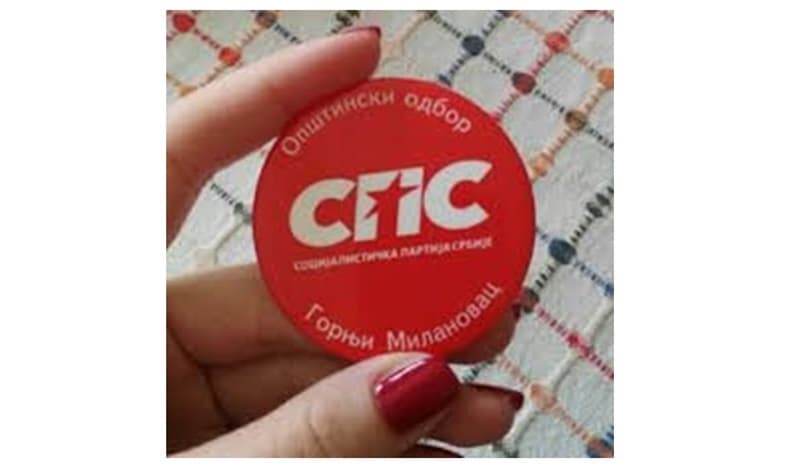 Општински одбор
СПС
СОЦИЈАЛИСТИЧКА ПАРТИЈА СРБИЈЕ
Горњи Милановац